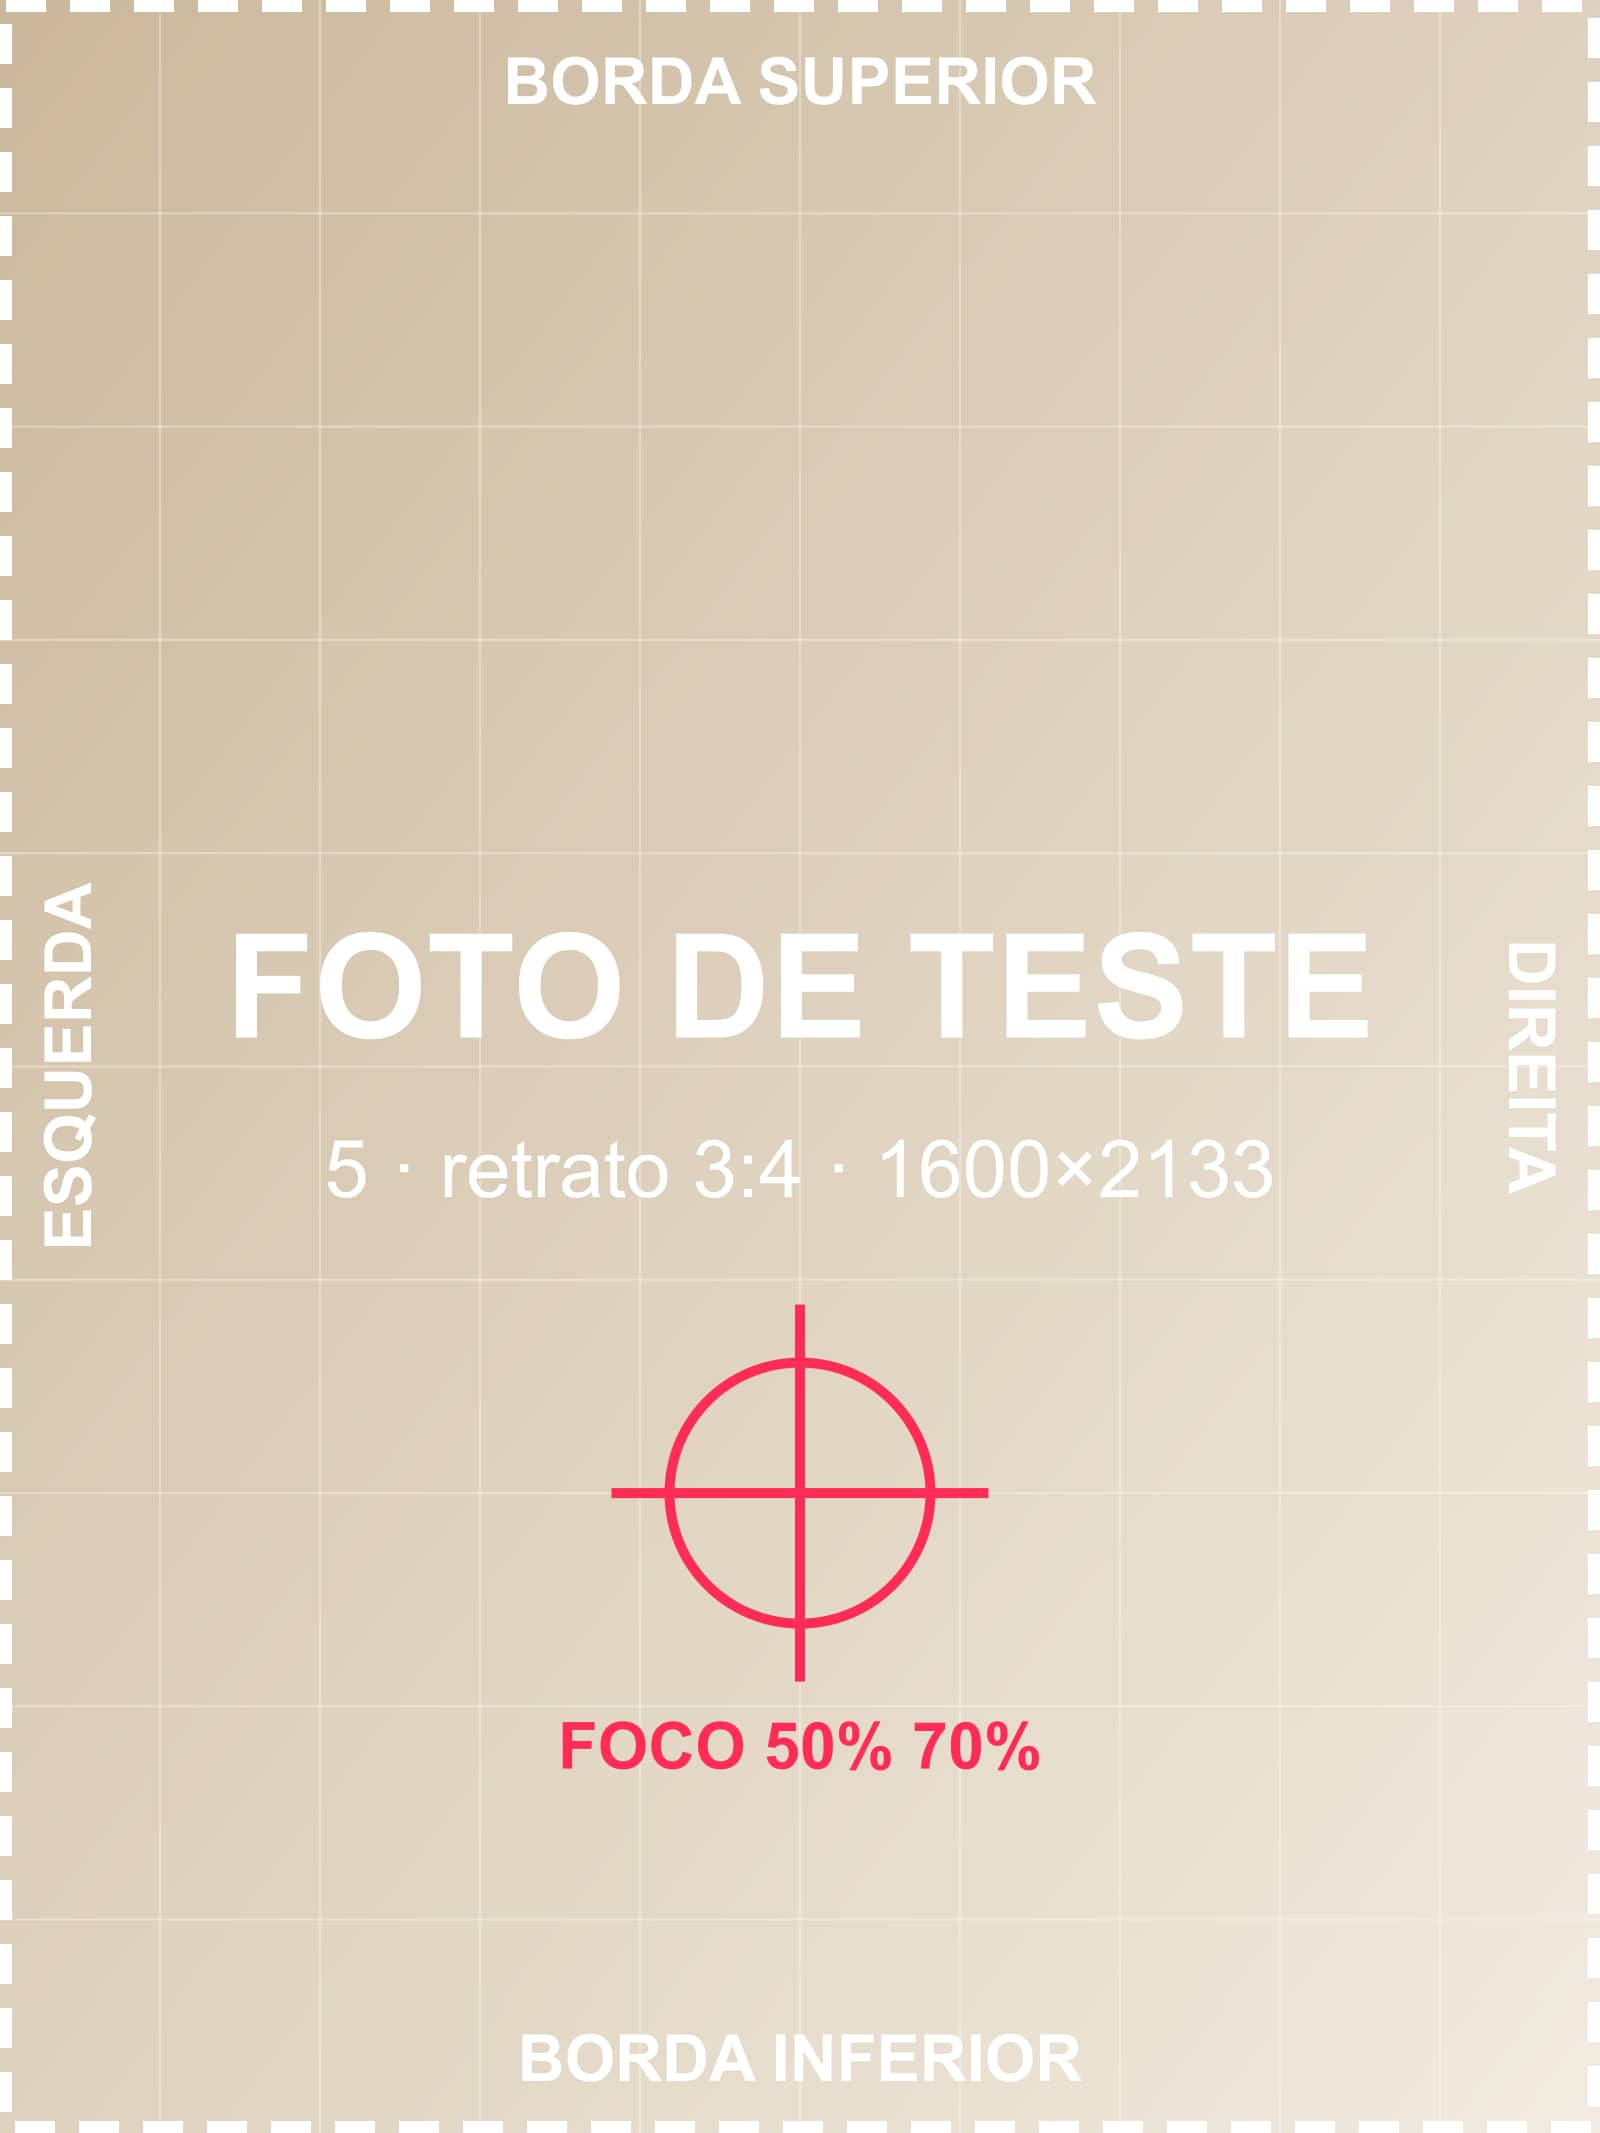 BORDA SUPERIOR
ESQUERDA
FOTO DE TESTE
DIREITA
5 · retrato 3:4 · 1600×2133
FOCO 50% 70%
BORDA INFERIOR